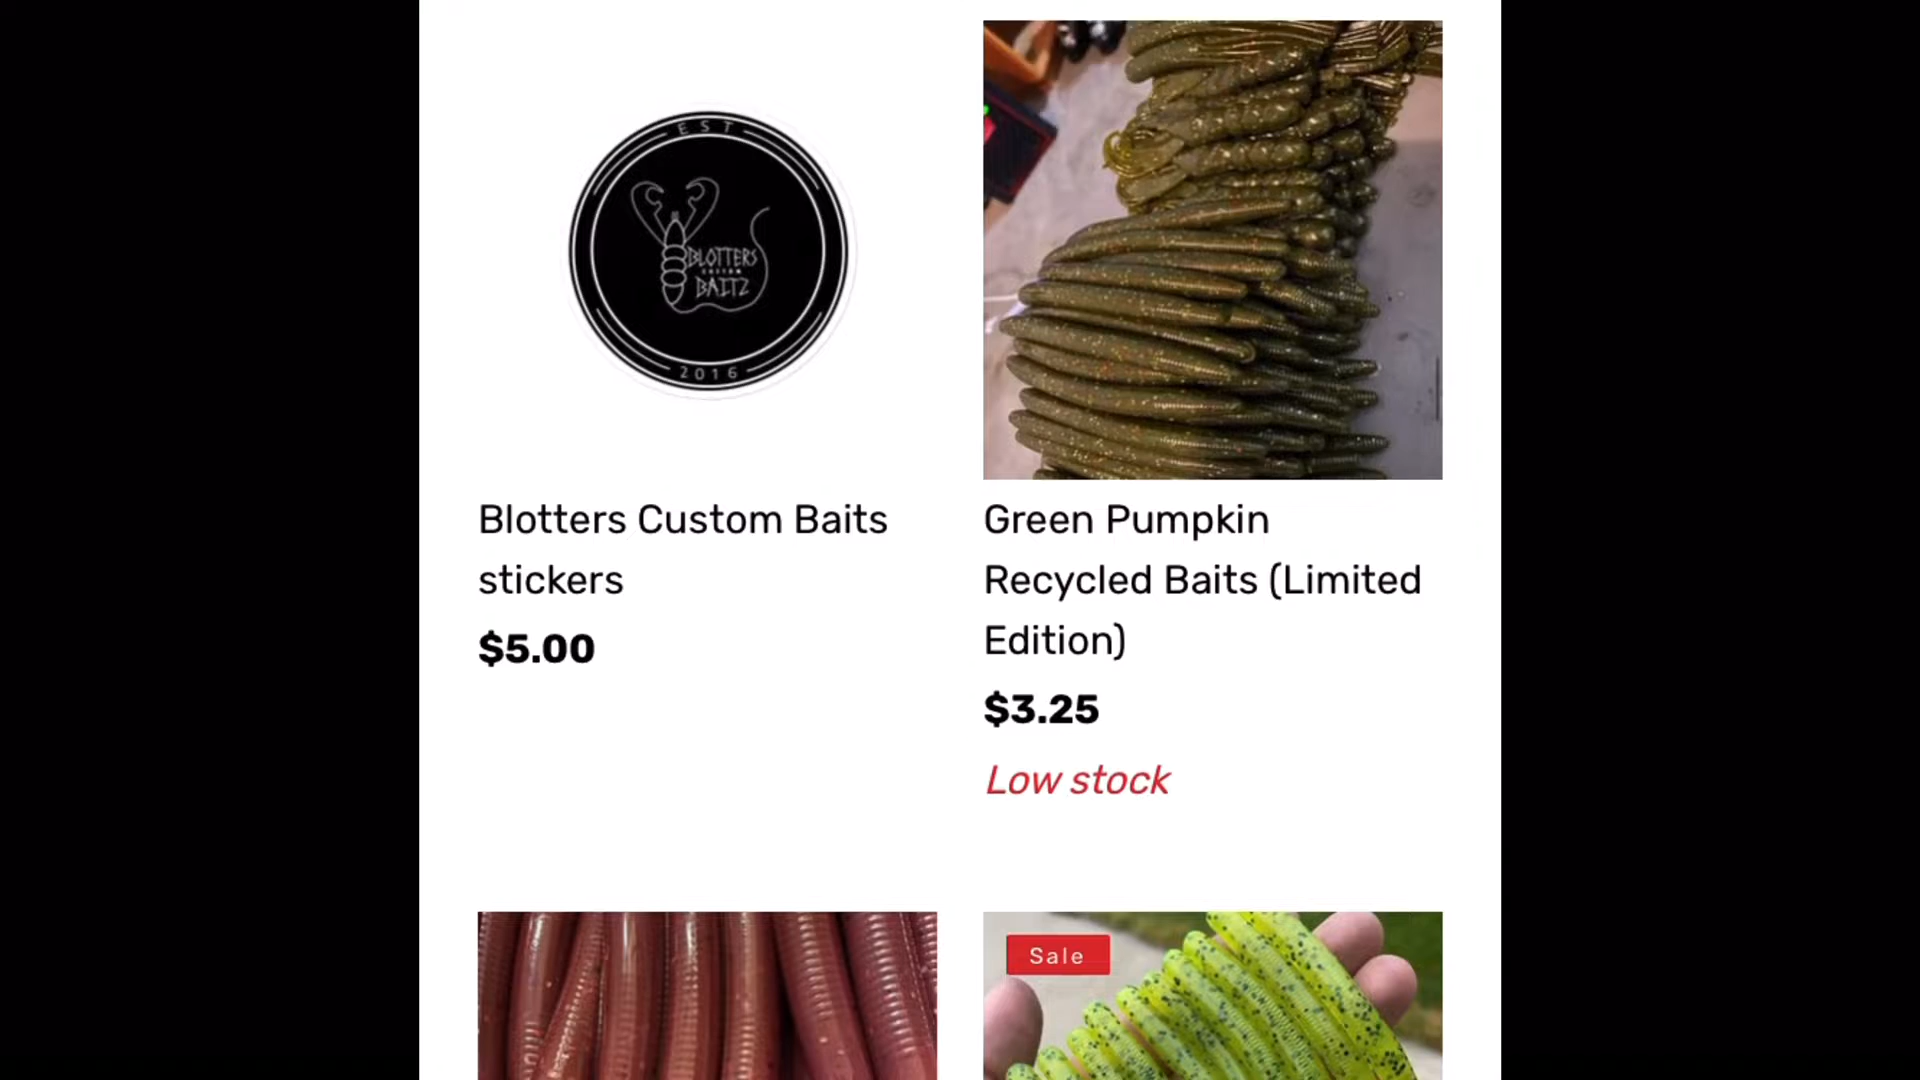 EST
BLOTTERS
CUSTOM
BAITZ
2016
Blotters Custom Baits
stickers
$5.00
Green Pumpkin
Recycled Baits (Limited
Edition)
$3.25
Low stock
Sale